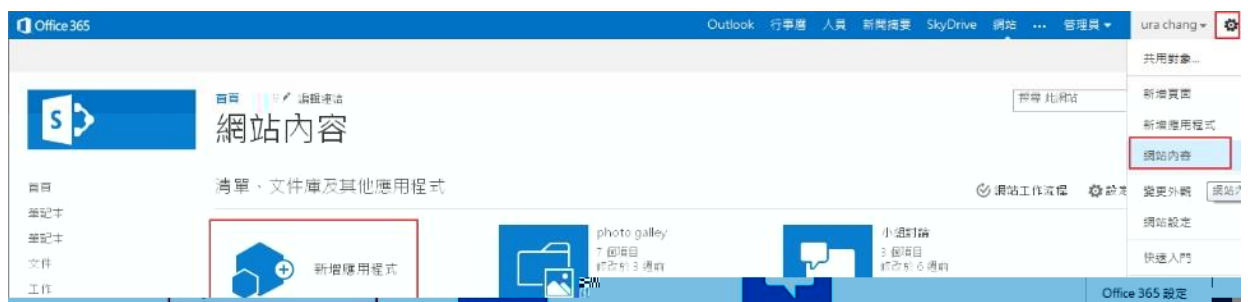 Office 365
Outlook 行事曆 人員 新聞摘要 SkyDrive 網站 ... 管理員 ura chang
共用對象...
首頁 編輯連結
搜尋此網站
新增頁面
網站內容
新增應用程式
網站內容
清單、文件庫及其他應用程式
網站工作流程 設定
變更外觀
首頁
筆記本
photo galley
小組討論
網站設定
筆記本
7 個項目
3 個項目
文件
新增應用程式
修改於 3 週前
修改於 6 週前
快速入門
工作
Office 365 設定